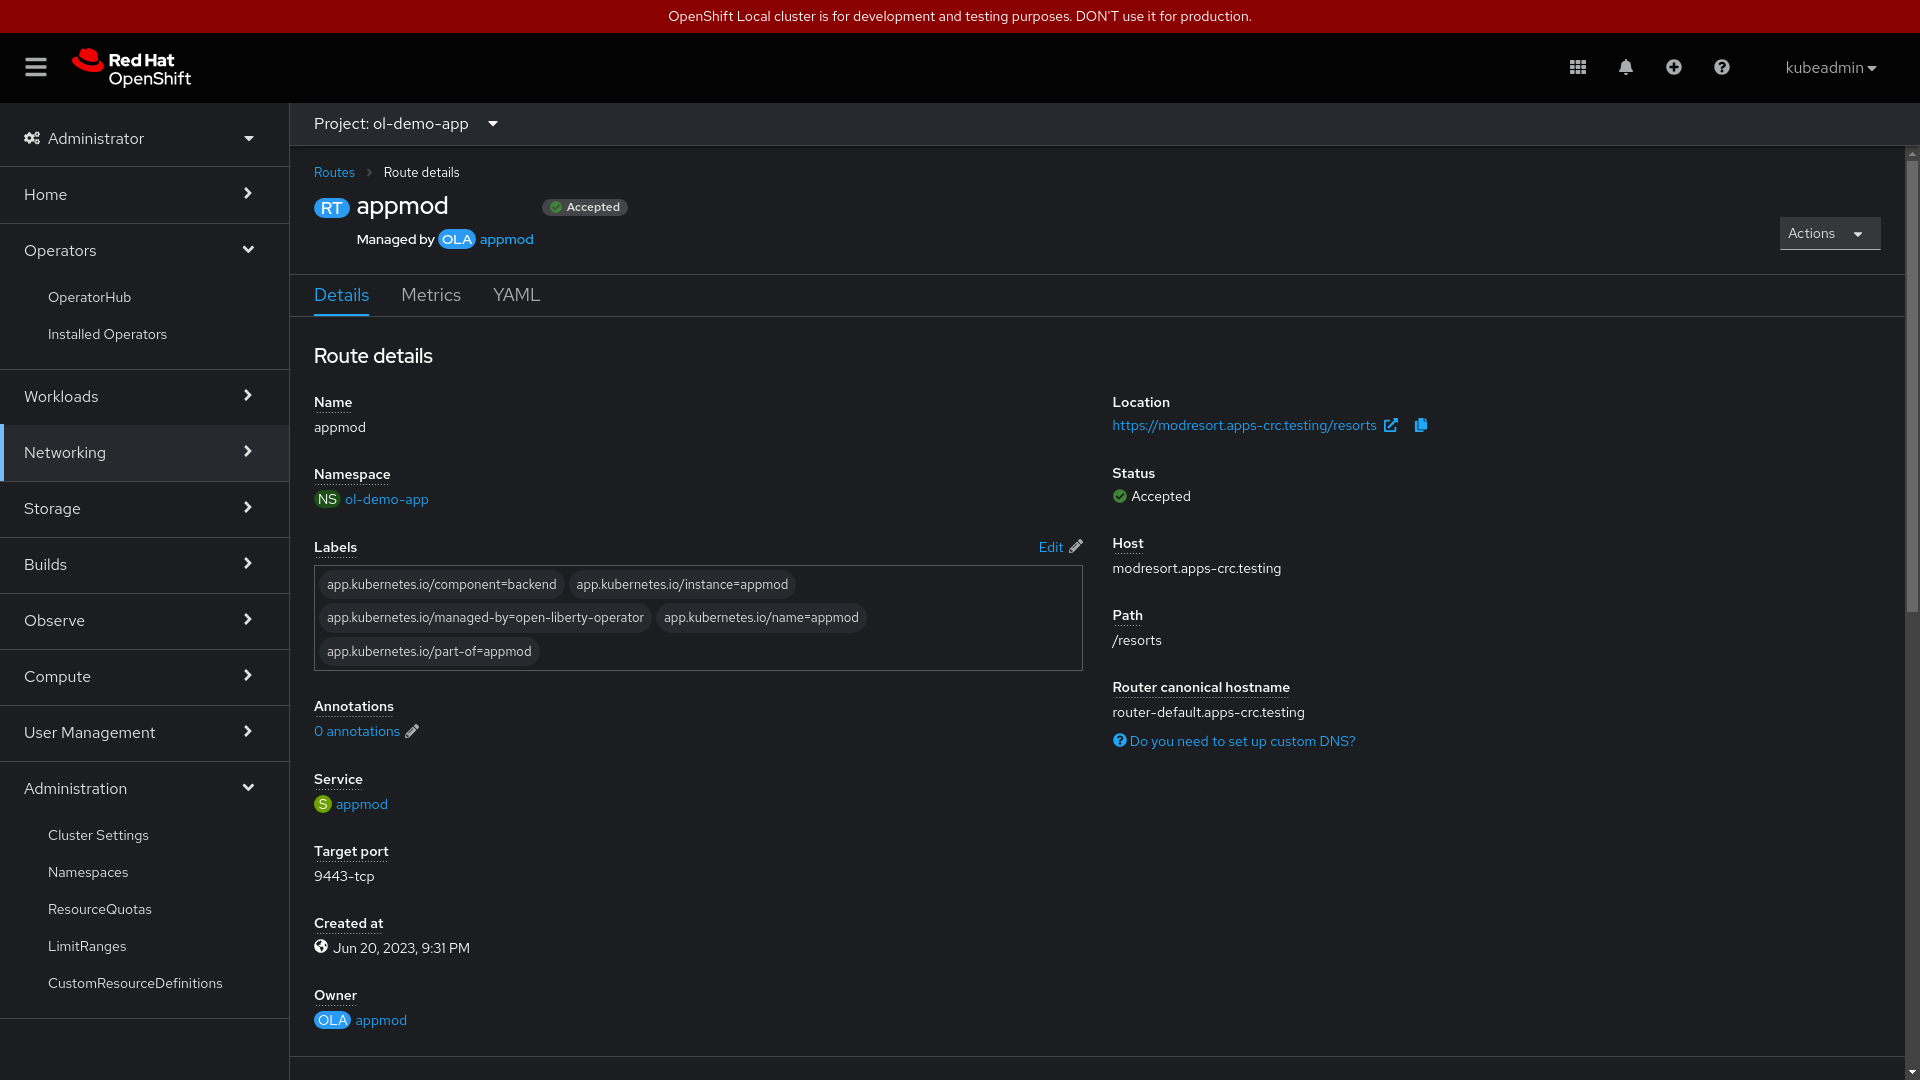 OpenShift Local cluster is for development and testing purposes. DON'T use it for production.
Red Hat
OpenShift
kubeadmin
Administrator
Home
Operators
OperatorHub
Installed Operators
Workloads
Networking
Storage
Builds
Observe
Compute
User Management
Administration
Cluster Settings
Namespaces
ResourceQuotas
LimitRanges
CustomResourceDefinitions
Project: ol-demo-app
Routes Route details
RT appmod Accepted
Managed by OLA appmod
Actions
Details Metrics YAML
Route details
Name
appmod
Namespace
NS ol-demo-app
Labels Edit
app.kubernetes.io/component=backend app.kubernetes.io/instance=appmod
app.kubernetes.io/managed-by=open-liberty-operator app.kubernetes.io/name=appmod
app.kubernetes.io/part-of=appmod
Annotations
0 annotations
Service
S appmod
Target port
9443-tcp
Created at
Jun 20, 2023, 9:31 PM
Owner
OLA appmod
Location
https://modresort.apps-crc.testing/resorts
Status
Accepted
Host
modresort.apps-crc.testing
Path
/resorts
Router canonical hostname
router-default.apps-crc.testing
Do you need to set up custom DNS?